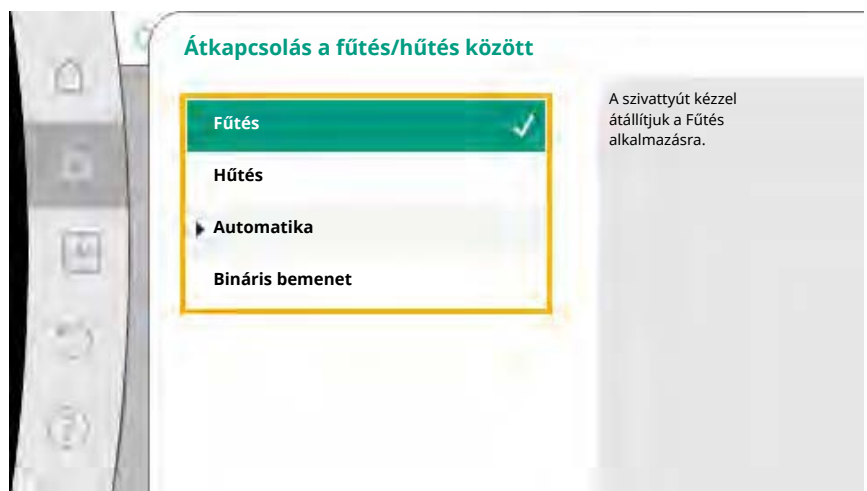 Átkapcsolás a fűtés/hűtés között
Fűtés
Hűtés
Automatika
Bináris bemenet
A szivattyút kézzel
átállítjuk a Fűtés
alkalmazásra.